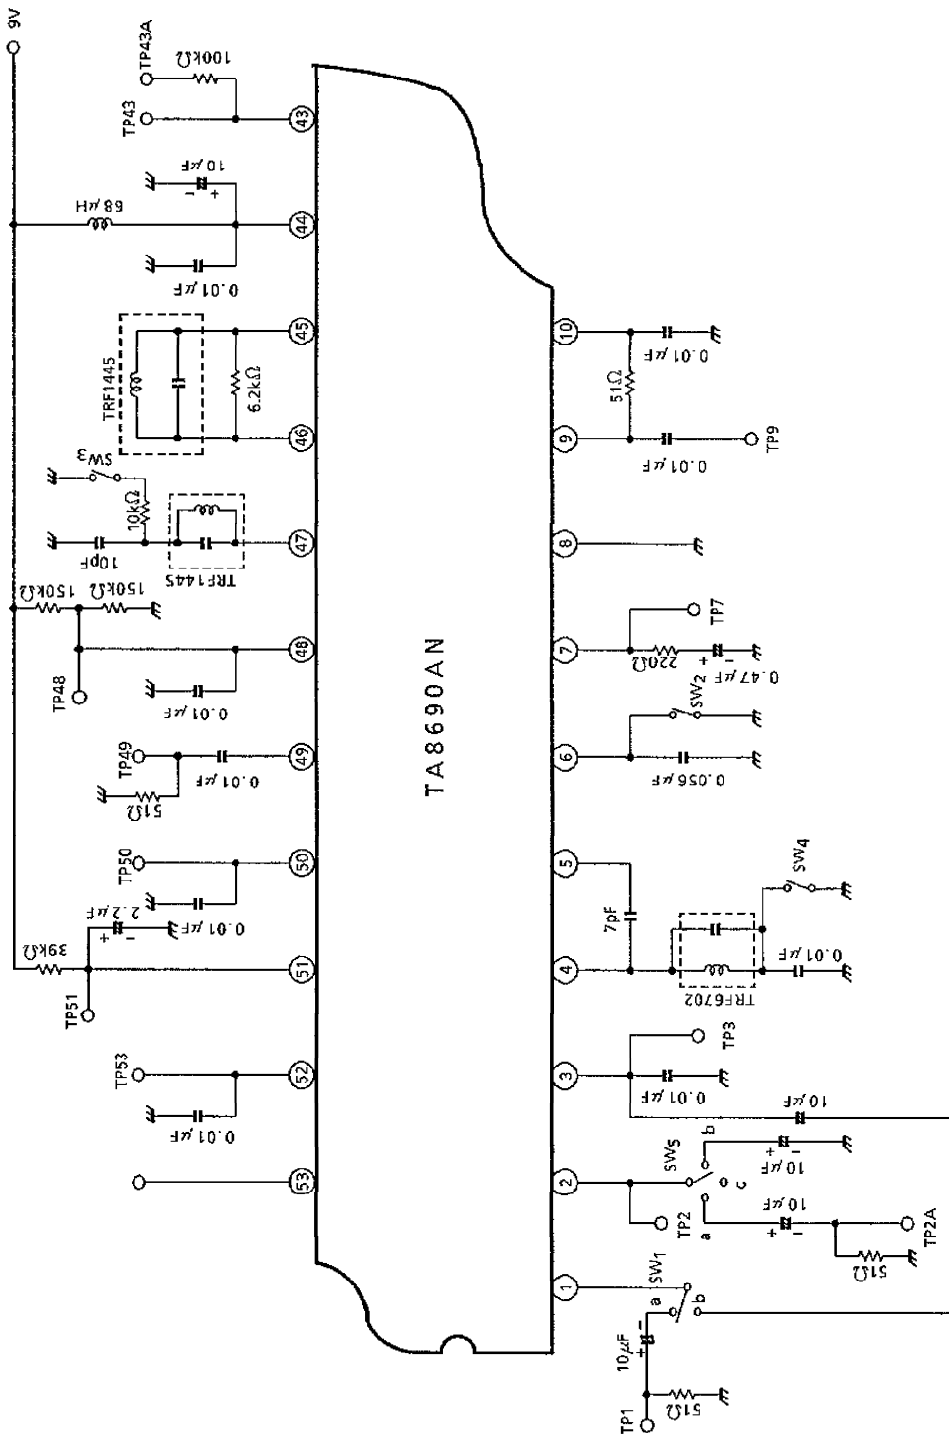 9V
TP43A
100kΩ
TP43
43
10μF
+
-
68μH
44
0.01μF
45
TRF1445
6.2kΩ
46
SW3
10kΩ
10pF
TRF1445
47
150kΩ
150kΩ
TP48
48
0.01μF
TP49
49
0.01μF
51Ω
TP50
50
0.01μF
2.2μF
+
-
39kΩ
51
TP51
TP53
52
0.01μF
53
TA8690AN
10
0.01μF
51Ω
9
0.01μF
TP9
8
7
TP7
220Ω
+
-
0.47μF
6
SW2
0.056μF
5
7pF
4
SW4
TRF6702
0.01μF
3
TP3
0.01μF
10μF
2
SW5
b
+
-
10μF
c
TP2
a
10μF
+
-
TP2A
51Ω
1
SW1
a
b
10μF
+
-
TP1
51Ω